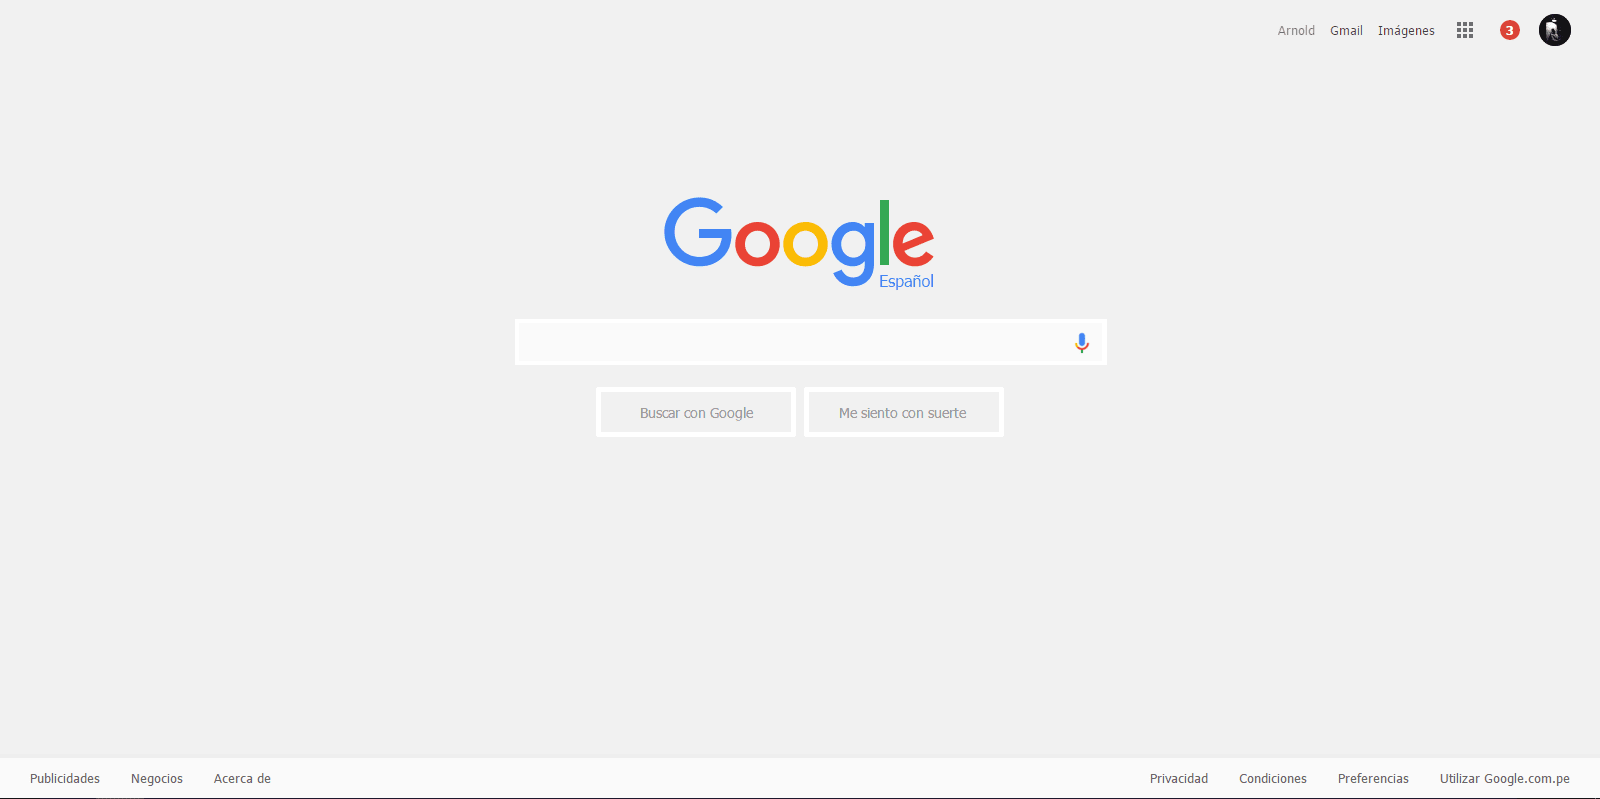 Arnold Gmail Imágenes 3
Google
Español
Buscar con Google Me siento con suerte
Publicidades Negocios Acerca de Privacidad Condiciones Preferencias Utilizar Google.com.pe